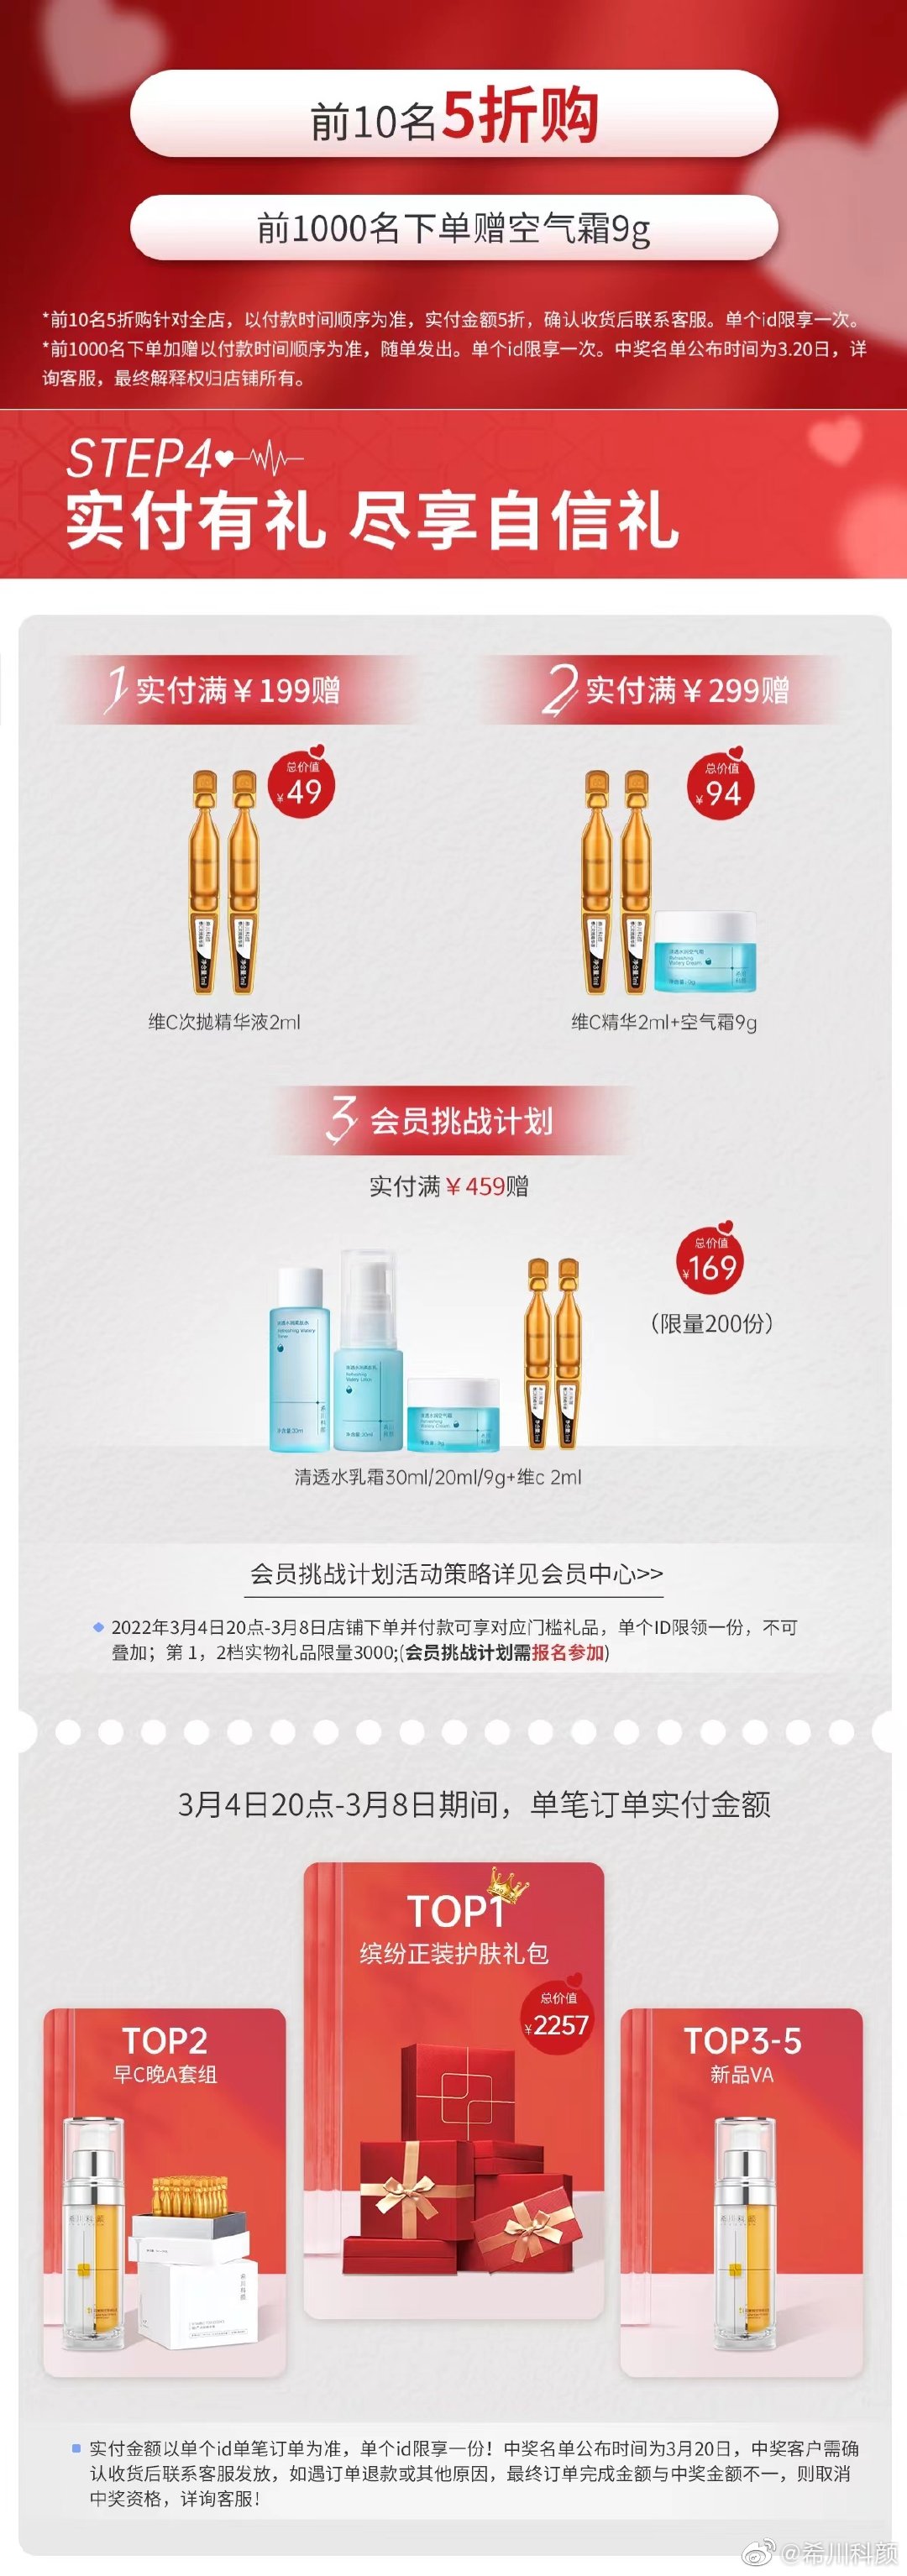 前10名5折购
前1000名下单赠空气霜9g
*前10名5折购针对全店，以付款时间顺序为准，实付金额5折，确认收货后联系客服。单个id限享一次。
*前1000名下单加赠以付款时间顺序为准，随单发出。单个id限享一次。中奖名单公布时间为3.20日，详
询客服，最终解释权归店铺所有。
STEP4
实付有礼 尽享自信礼
1 实付满￥199赠
总价值
¥49
维C次抛精华液2ml
2 实付满￥299赠
总价值
¥94
维C精华2ml+空气霜9g
3 会员挑战计划
实付满￥459赠
总价值
¥169
（限量200份）
清透水乳霜30ml/20ml/9g+维c 2ml
会员挑战计划活动策略详见会员中心>>
2022年3月4日20点-3月8日店铺下单并付款可享对应门槛礼品，单个ID限领一份，不可
叠加；第 1，2档实物礼品限量3000;(会员挑战计划需报名参加)
3月4日20点-3月8日期间，单笔订单实付金额
TOP1
缤纷正装护肤礼包
总价值
¥2257
TOP2
早C晚A套组
TOP3-5
新品VA
实付金额以单个id单笔订单为准，单个id限享一份！中奖名单公布时间为3月20日，中奖客户需确
认收货后联系客服发放，如遇订单退款或其他原因，最终订单完成金额与中奖金额不一，则取消
中奖资格，详询客服！
@希川科颜